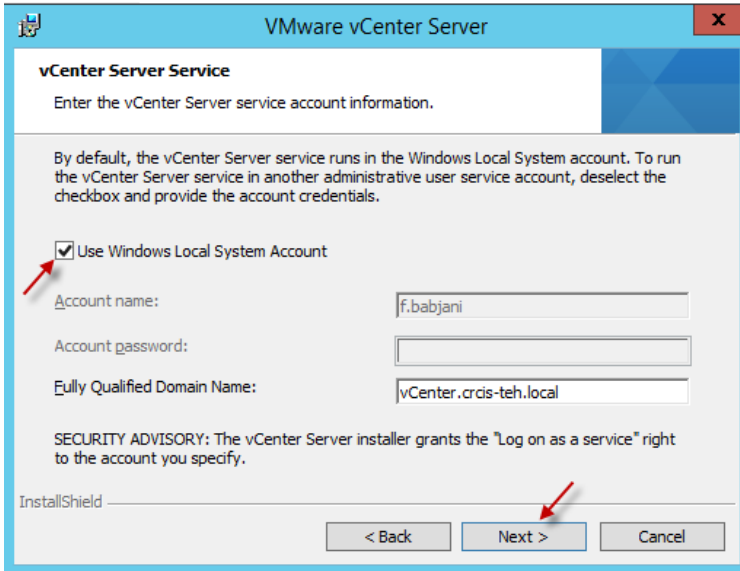 VMware vCenter Server
x
vCenter Server Service
Enter the vCenter Server service account information.
By default, the vCenter Server service runs in the Windows Local System account. To run
the vCenter Server service in another administrative user service account, deselect the
checkbox and provide the account credentials.
Use Windows Local System Account
Account name:
f.babjani
Account password:
Fully Qualified Domain Name:
vCenter.crcis-teh.local
SECURITY ADVISORY: The vCenter Server installer grants the "Log on as a service" right
to the account you specify.
InstallShield
< Back
Next >
Cancel